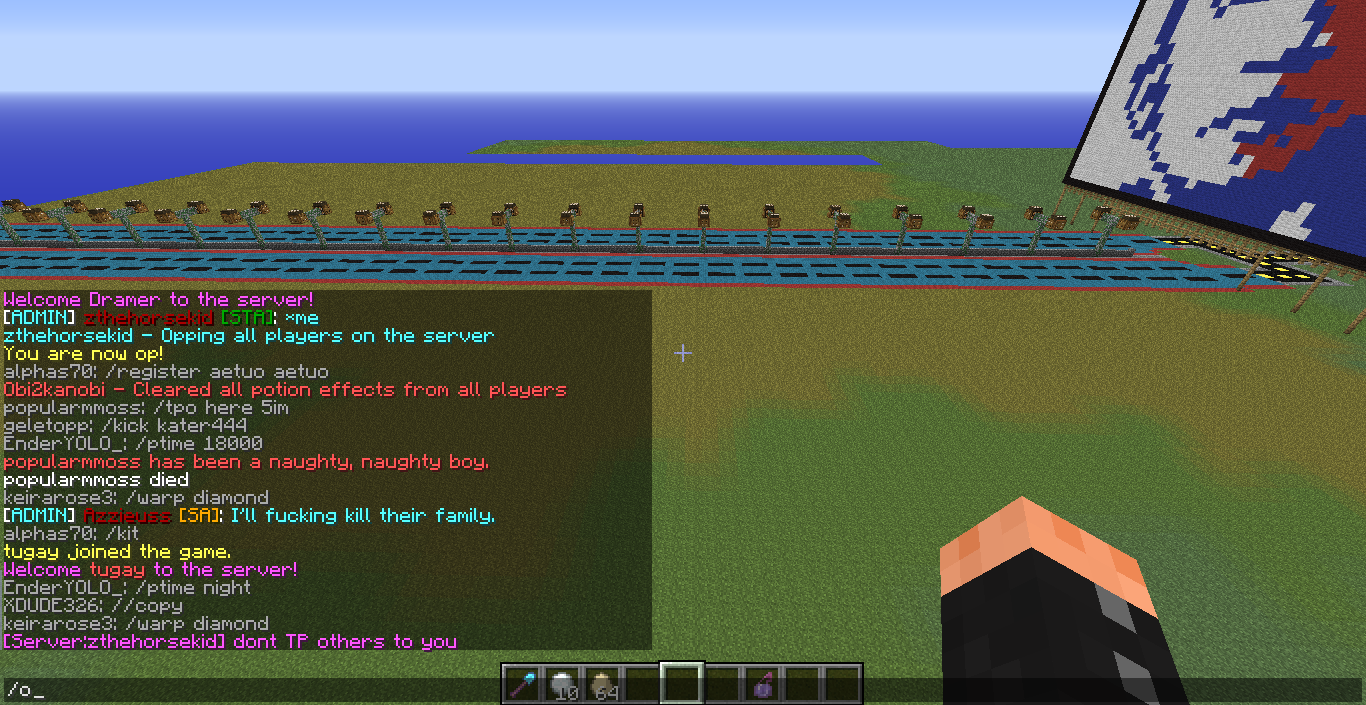 Welcome Dramer to the server!
[ADMIN] zthehorsekid [STA]: *me
zthehorsekid - Opping all players on the server
You are now op!
alphas70: /register aetuo aetuo
Obi2kanobi - Cleared all potion effects from all players
popularmmoss: /tpo here 5im
geletopp: /kick kater444
EnderYOLO_: /ptime 18000
popularmmoss has been a naughty, naughty boy.
popularmmoss died
keirarose3: /warp diamond
[ADMIN] Azzieuss [SA]: I'll fucking kill their family.
alphas70: /kit
tugay joined the game.
Welcome tugay to the server!
EnderYOLO_: /ptime night
XDUDE326: //copy
keirarose3: /warp diamond
[Server:zthehorsekid] dont TP others to you
10 64
/o_